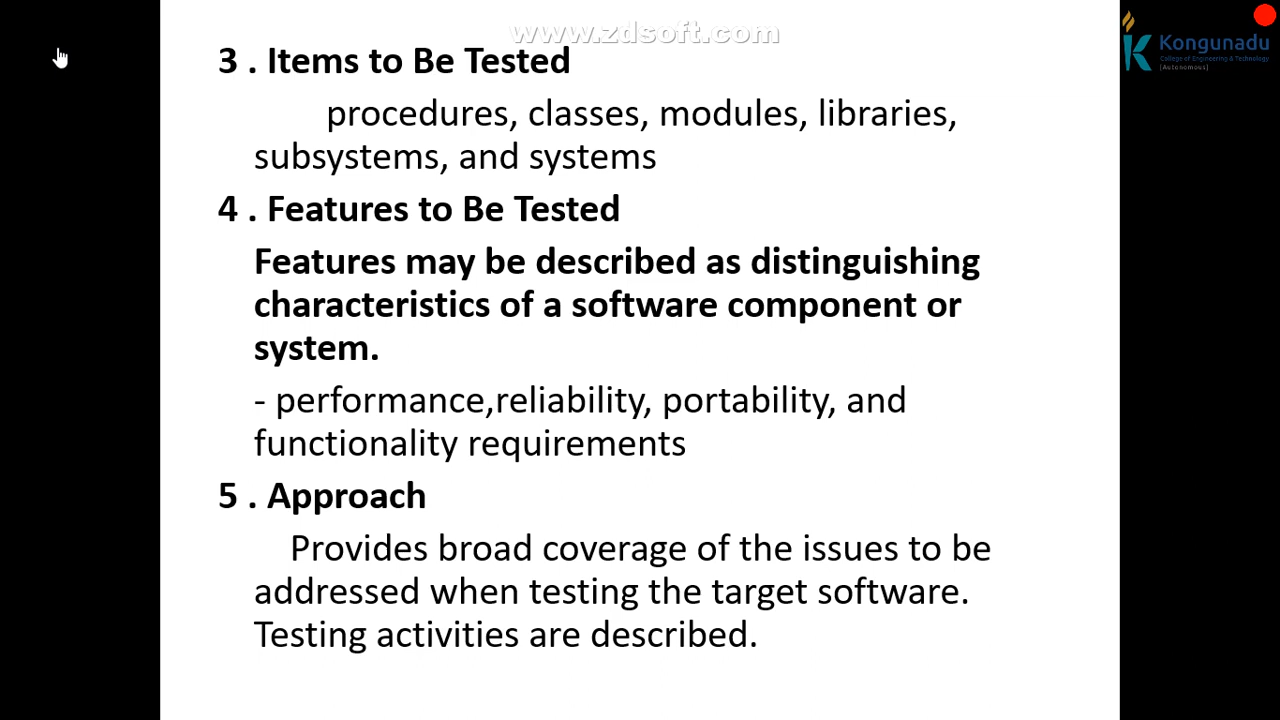 www.zdsoft.com
Kongunadu
College of Engineering & Technology
[Autonomous]
3 . Items to Be Tested
procedures, classes, modules, libraries,
subsystems, and systems
4 . Features to Be Tested
Features may be described as distinguishing
characteristics of a software component or
system.
- performance,reliability, portability, and
functionality requirements
5 . Approach
Provides broad coverage of the issues to be
addressed when testing the target software.
Testing activities are described.